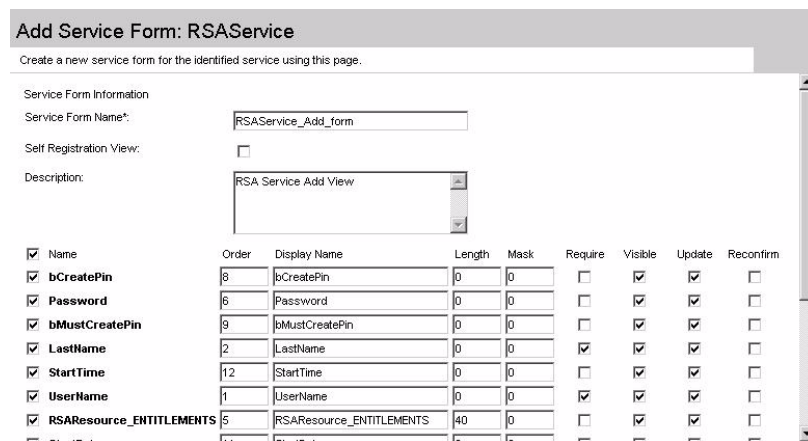 Add Service Form: RSAService
Create a new service form for the identified service using this page.
Service Form Information
Service Form Name*: RSAService_Add_form
Self Registration View:
Description: RSA Service Add View
Name Order Display Name Length Mask Require Visible Update Reconfirm
bCreatePin 8 bCreatePin 0 0
Password 6 Password 0 0
bMustCreatePin 9 bMustCreatePin 0 0
LastName 2 LastName 0 0
StartTime 12 StartTime 0 0
UserName 1 UserName 0 0
RSAResource_ENTITLEMENTS 5 RSAResource_ENTITLEMENTS 40 0